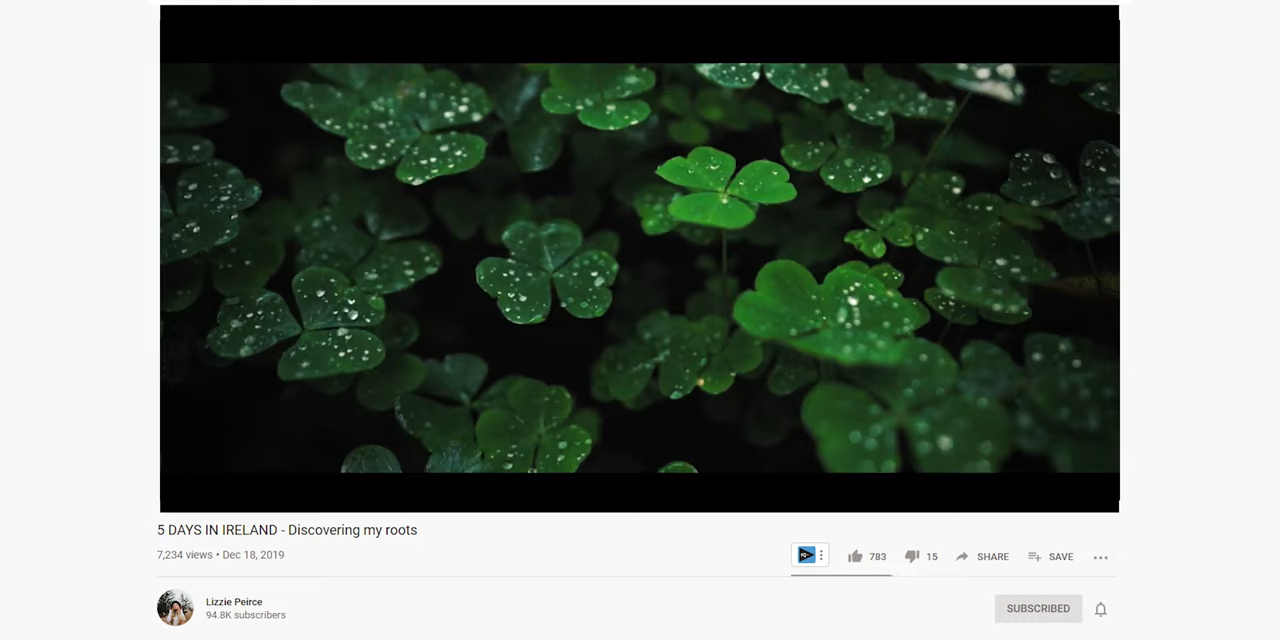 5 DAYS IN IRELAND - Discovering my roots
7,234 views • Dec 18, 2019
IQ
783
15
SHARE
SAVE
Lizzie Peirce
94.8K subscribers
SUBSCRIBED